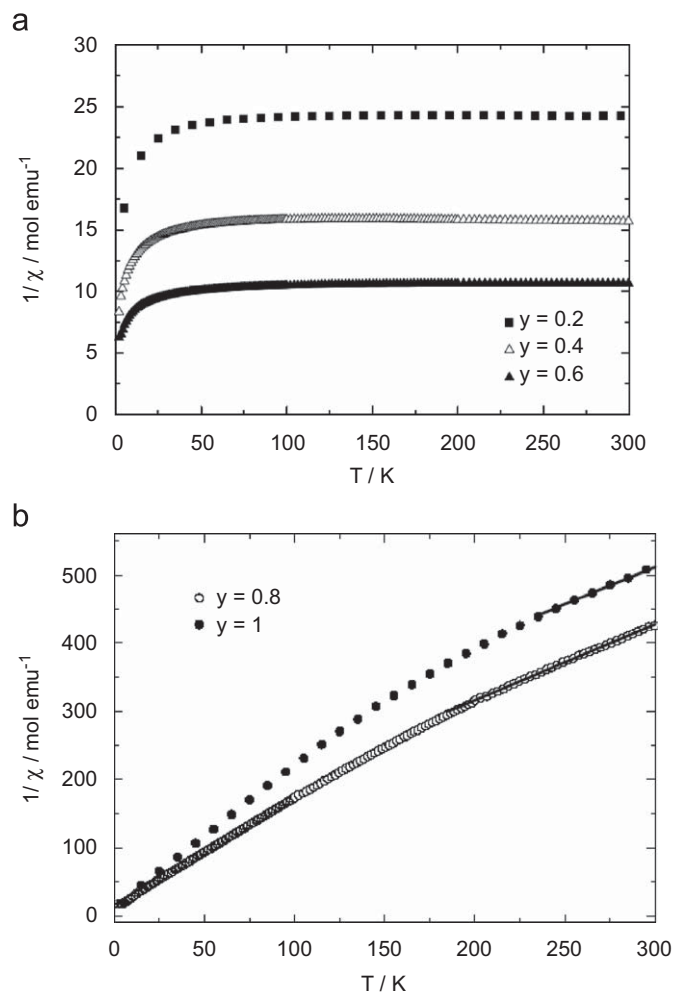 a
30
25
20
15
10
5
0
1/ χ / mol emu⁻¹
y = 0.2
y = 0.4
y = 0.6
0 50 100 150 200 250 300
T / K
b
500
400
300
200
100
0
1/ χ / mol emu⁻¹
y = 0.8
y = 1
0 50 100 150 200 250 300
T / K